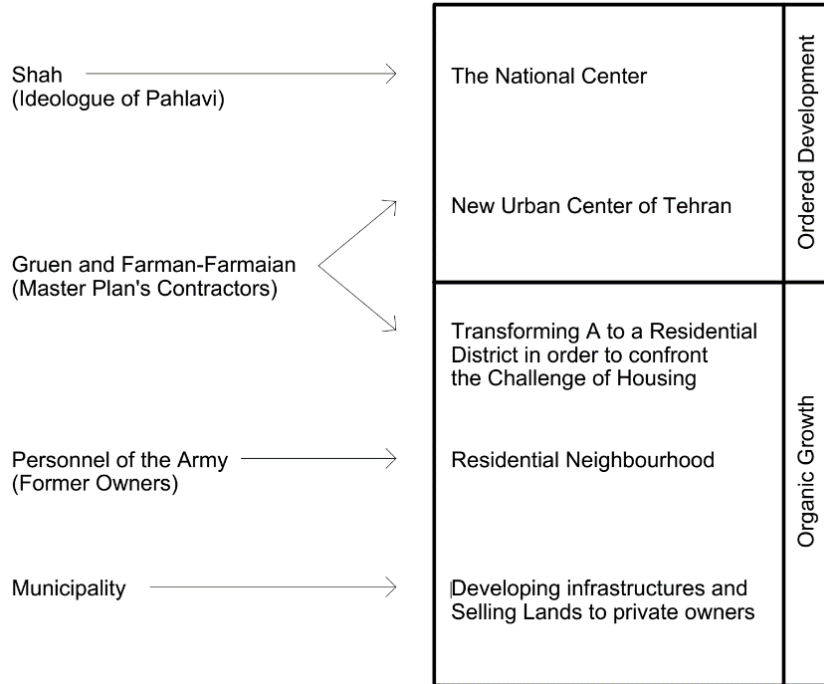 Shah
(Ideologue of Pahlavi)
The National Center
New Urban Center of Tehran
Ordered Development
Gruen and Farman-Farmaian
(Master Plan's Contractors)
Transforming A to a Residential
District in order to confront
the Challenge of Housing
Personnel of the Army
(Former Owners)
Residential Neighbourhood
Municipality
Developing infrastructures and
Selling Lands to private owners
Organic Growth